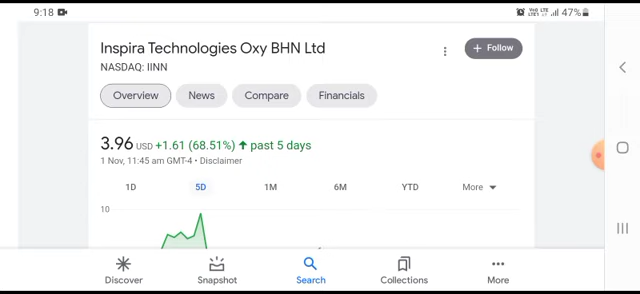 9:18 47%
Inspira Technologies Oxy BHN Ltd
+ Follow
NASDAQ: IINN
Overview News Compare Financials
3.96 USD +1.61 (68.51%) ↑ past 5 days
1 Nov, 11:45 am GMT-4 • Disclaimer
1D 5D 1M 6M YTD More
10
Discover Snapshot Search Collections More